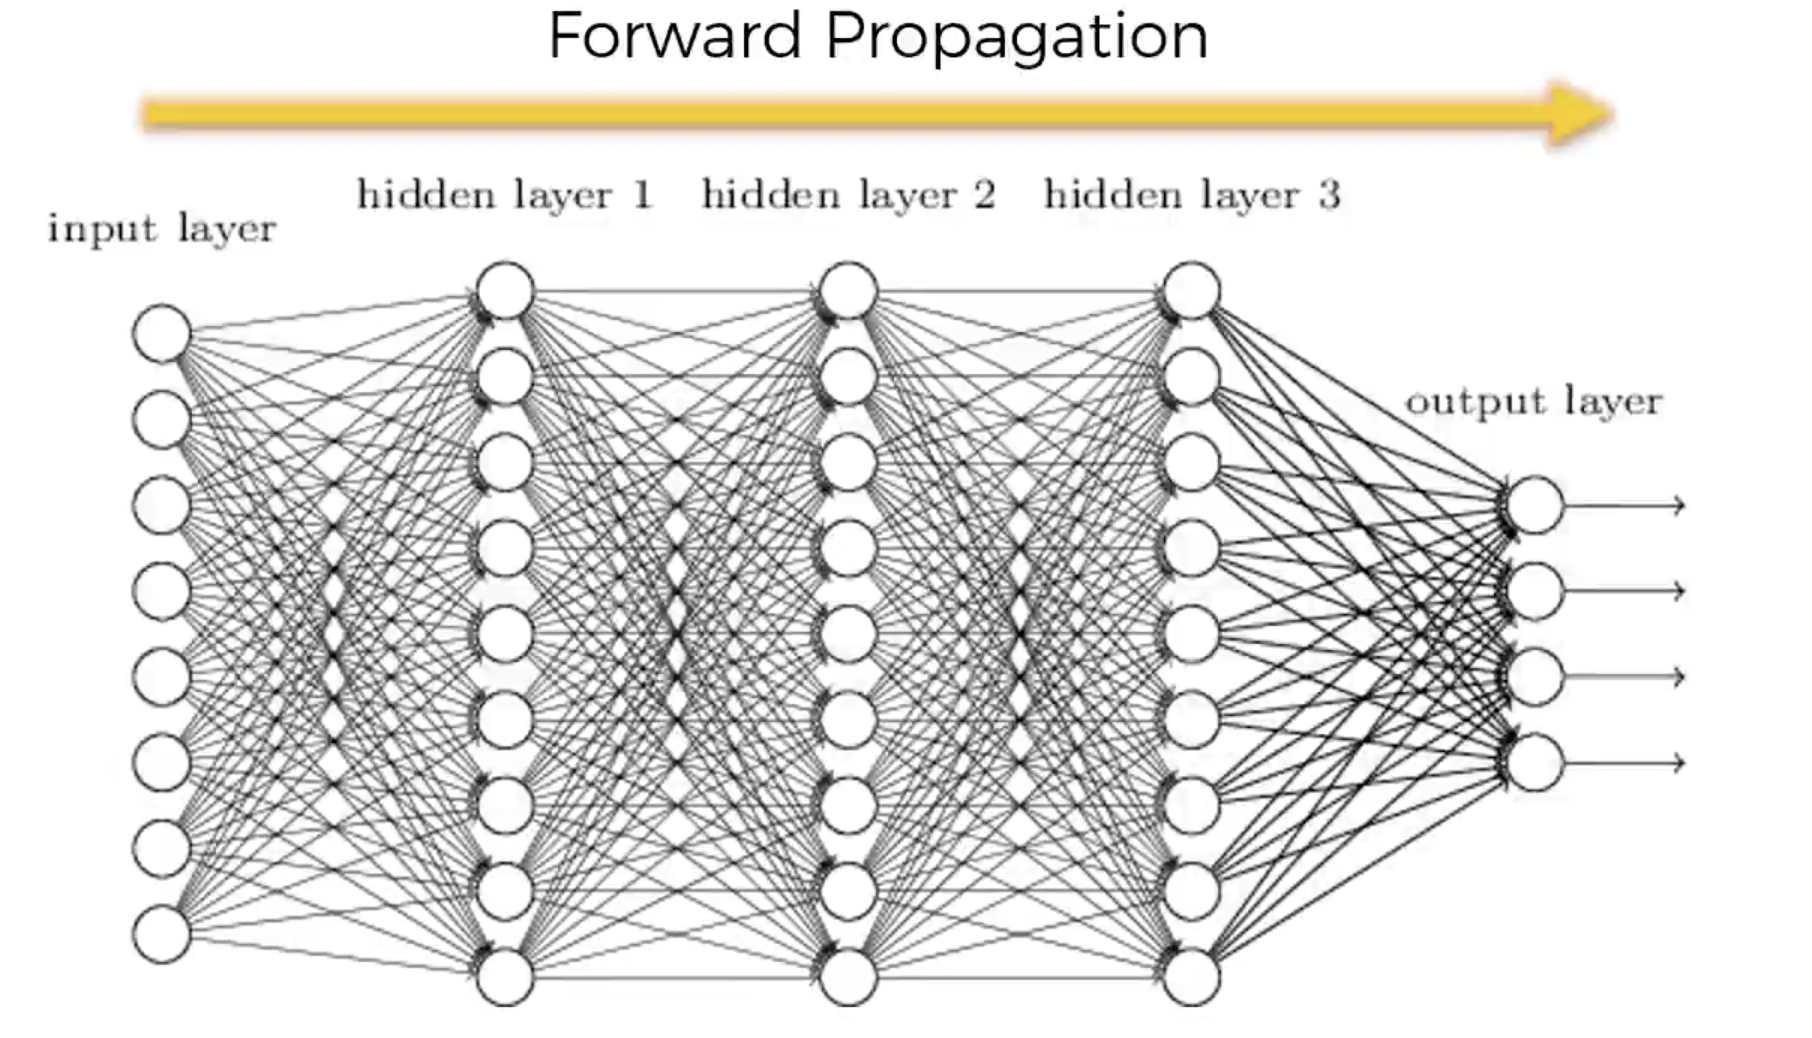 Forward Propagation
hidden layer 1
hidden layer 2
hidden layer 3
input layer
output layer